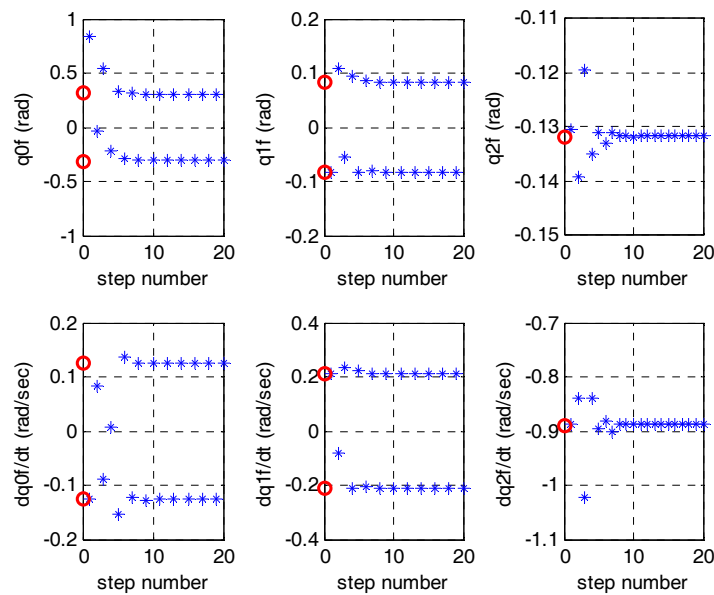 1
0.5
0
-0.5
-1
q0f (rad)
0 10 20
step number
0.2
0.1
0
-0.1
-0.2
q1f (rad)
0 10 20
step number
-0.11
-0.12
-0.13
-0.14
-0.15
q2f (rad)
0 10 20
step number
0.2
0.1
0
-0.1
-0.2
dq0f/dt (rad/sec)
0 10 20
step number
0.4
0.2
0
-0.2
-0.4
dq1f/dt (rad/sec)
0 10 20
step number
-0.7
-0.8
-0.9
-1
-1.1
dq2f/dt (rad/sec)
0 10 20
step number